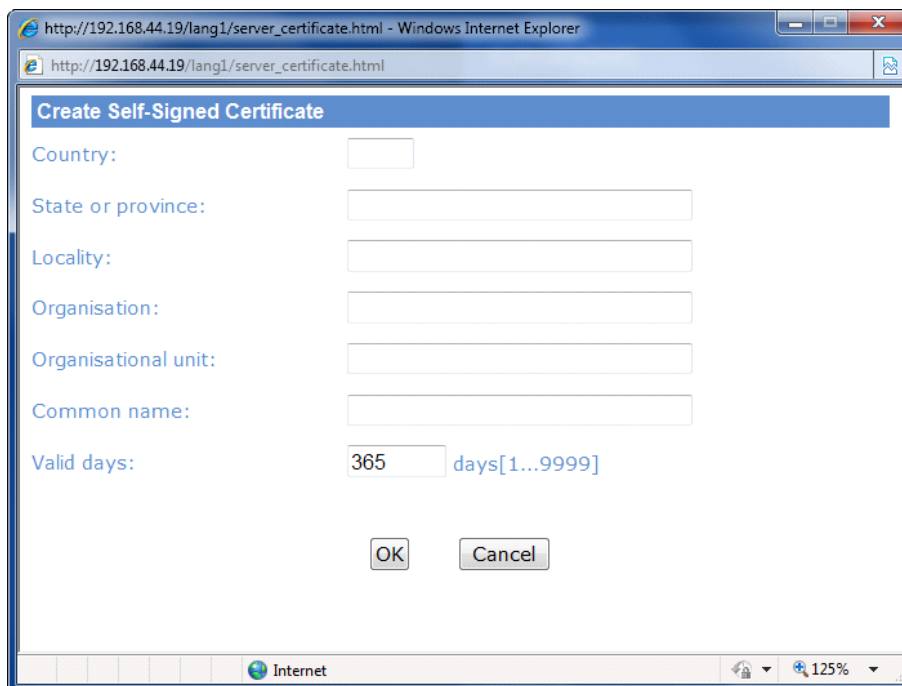 http://192.168.44.19/lang1/server_certificate.html - Windows Internet Explorer
http://192.168.44.19/lang1/server_certificate.html
Create Self-Signed Certificate
Country:
State or province:
Locality:
Organisation:
Organisational unit:
Common name:
Valid days: 365 days[1...9999]
OK Cancel
Internet 125%